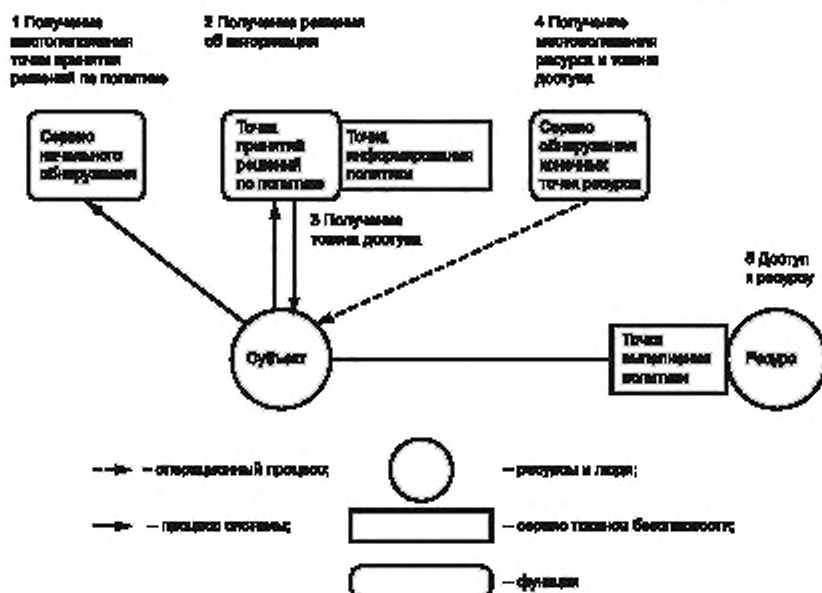 1 Получение
местоположения
точки принятия
решений по политике
2 Получение решения
об авторизации
4 Получение
местоположения
ресурса и токена
доступа
Сервис
начального
обнаружения
Точка
принятия
решений
по политике
Точка
информирования
политики
Сервис
обнаружения
конечных
точек ресурса
3 Получение
токена доступа
5 Доступ
к ресурсу
Субъект
Точка
выполнения
политики
Ресурс
– операционный процесс;
– ресурсы и люди;
– процесс системы;
– сервис токенов безопасности;
– функция